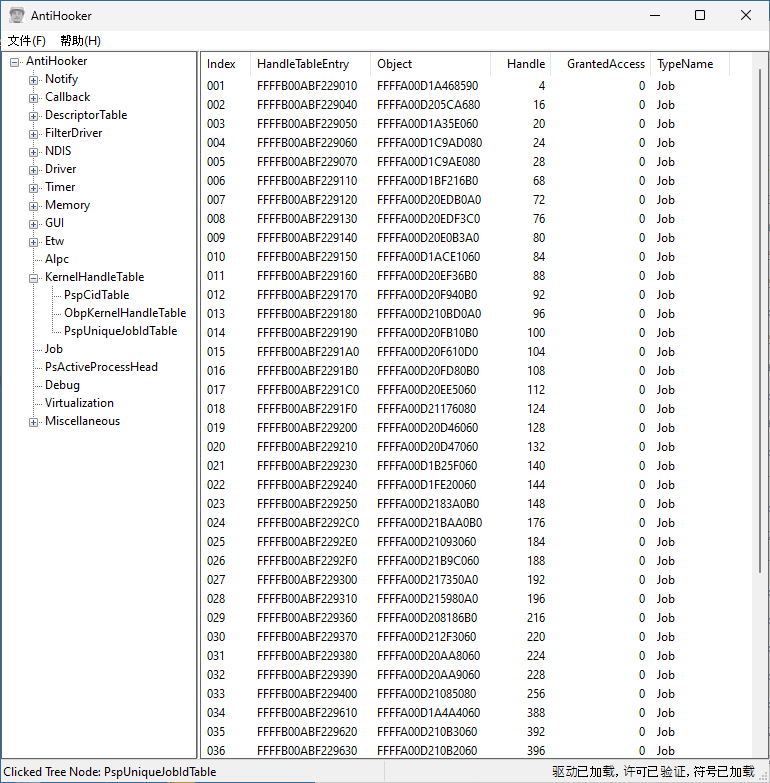 AntiHooker
文件(F) 帮助(H)
AntiHooker
Notify
Callback
DescriptorTable
FilterDriver
NDIS
Driver
Timer
Memory
GUI
Etw
Alpc
KernelHandleTable
PspCidTable
ObpKernelHandleTable
PspUniqueJobIdTable
Job
PsActiveProcessHead
Debug
Virtualization
Miscellaneous
Index HandleTableEntry Object Handle GrantedAccess TypeName
001 FFFFB00ABF229010 FFFFA00D1A468590 4 0 Job
002 FFFFB00ABF229040 FFFFA00D205CA680 16 0 Job
003 FFFFB00ABF229050 FFFFA00D1A35E060 20 0 Job
004 FFFFB00ABF229060 FFFFA00D1C9AD080 24 0 Job
005 FFFFB00ABF229070 FFFFA00D1C9AE080 28 0 Job
006 FFFFB00ABF229110 FFFFA00D1BF216B0 68 0 Job
007 FFFFB00ABF229120 FFFFA00D20EDB0A0 72 0 Job
008 FFFFB00ABF229130 FFFFA00D20EDF3C0 76 0 Job
009 FFFFB00ABF229140 FFFFA00D20E0B3A0 80 0 Job
010 FFFFB00ABF229150 FFFFA00D1ACE1060 84 0 Job
011 FFFFB00ABF229160 FFFFA00D20EF36B0 88 0 Job
012 FFFFB00ABF229170 FFFFA00D20F940B0 92 0 Job
013 FFFFB00ABF229180 FFFFA00D210BD0A0 96 0 Job
014 FFFFB00ABF229190 FFFFA00D20FB10B0 100 0 Job
015 FFFFB00ABF2291A0 FFFFA00D20F610D0 104 0 Job
016 FFFFB00ABF2291B0 FFFFA00D20FD80B0 108 0 Job
017 FFFFB00ABF2291C0 FFFFA00D20EE5060 112 0 Job
018 FFFFB00ABF2291F0 FFFFA00D21176080 124 0 Job
019 FFFFB00ABF229200 FFFFA00D20D46060 128 0 Job
020 FFFFB00ABF229210 FFFFA00D20D47060 132 0 Job
021 FFFFB00ABF229230 FFFFA00D1B25F060 140 0 Job
022 FFFFB00ABF229240 FFFFA00D1FE20060 144 0 Job
023 FFFFB00ABF229250 FFFFA00D2183A0B0 148 0 Job
024 FFFFB00ABF2292C0 FFFFA00D21BAA0B0 176 0 Job
025 FFFFB00ABF2292E0 FFFFA00D21093060 184 0 Job
026 FFFFB00ABF2292F0 FFFFA00D21B9C060 188 0 Job
027 FFFFB00ABF229300 FFFFA00D217350A0 192 0 Job
028 FFFFB00ABF229310 FFFFA00D215980A0 196 0 Job
029 FFFFB00ABF229360 FFFFA00D208186B0 216 0 Job
030 FFFFB00ABF229370 FFFFA00D212F3060 220 0 Job
031 FFFFB00ABF229380 FFFFA00D20AA8060 224 0 Job
032 FFFFB00ABF229390 FFFFA00D20AA9060 228 0 Job
033 FFFFB00ABF229400 FFFFA00D21085080 256 0 Job
034 FFFFB00ABF229610 FFFFA00D1A4A4060 388 0 Job
035 FFFFB00ABF229620 FFFFA00D210B3060 392 0 Job
036 FFFFB00ABF229630 FFFFA00D210B2060 396 0 Job
Clicked Tree Node: PspUniqueJobIdTable 驱动已加载, 许可已验证, 符号已加载